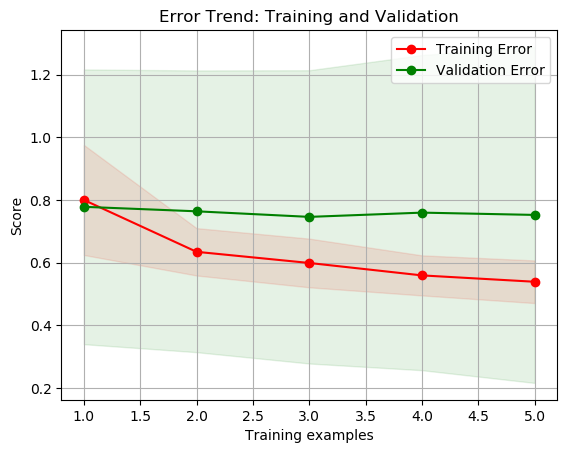 Error Trend: Training and Validation
Training Error
Validation Error
Score
1.2
1.0
0.8
0.6
0.4
0.2
1.0 1.5 2.0 2.5 3.0 3.5 4.0 4.5 5.0
Training examples